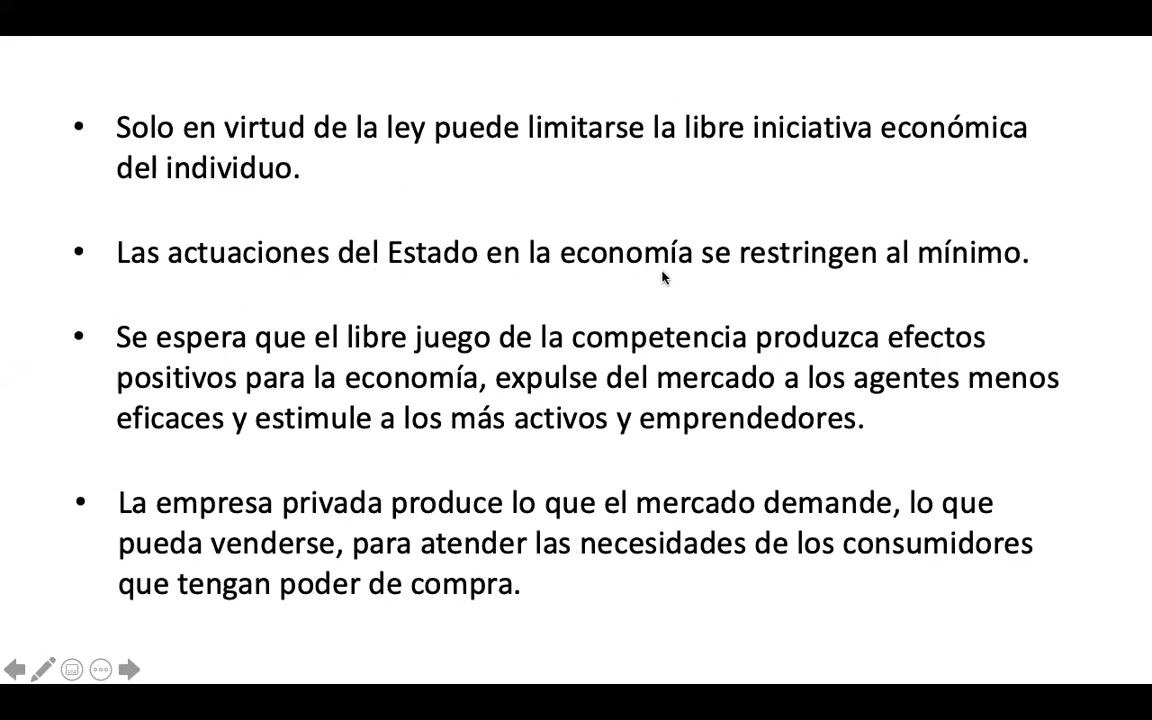 • Solo en virtud de la ley puede limitarse la libre iniciativa económica
del individuo.
• Las actuaciones del Estado en la economía se restringen al mínimo.
• Se espera que el libre juego de la competencia produzca efectos
positivos para la economía, expulse del mercado a los agentes menos
eficaces y estimule a los más activos y emprendedores.
• La empresa privada produce lo que el mercado demande, lo que
pueda venderse, para atender las necesidades de los consumidores
que tengan poder de compra.